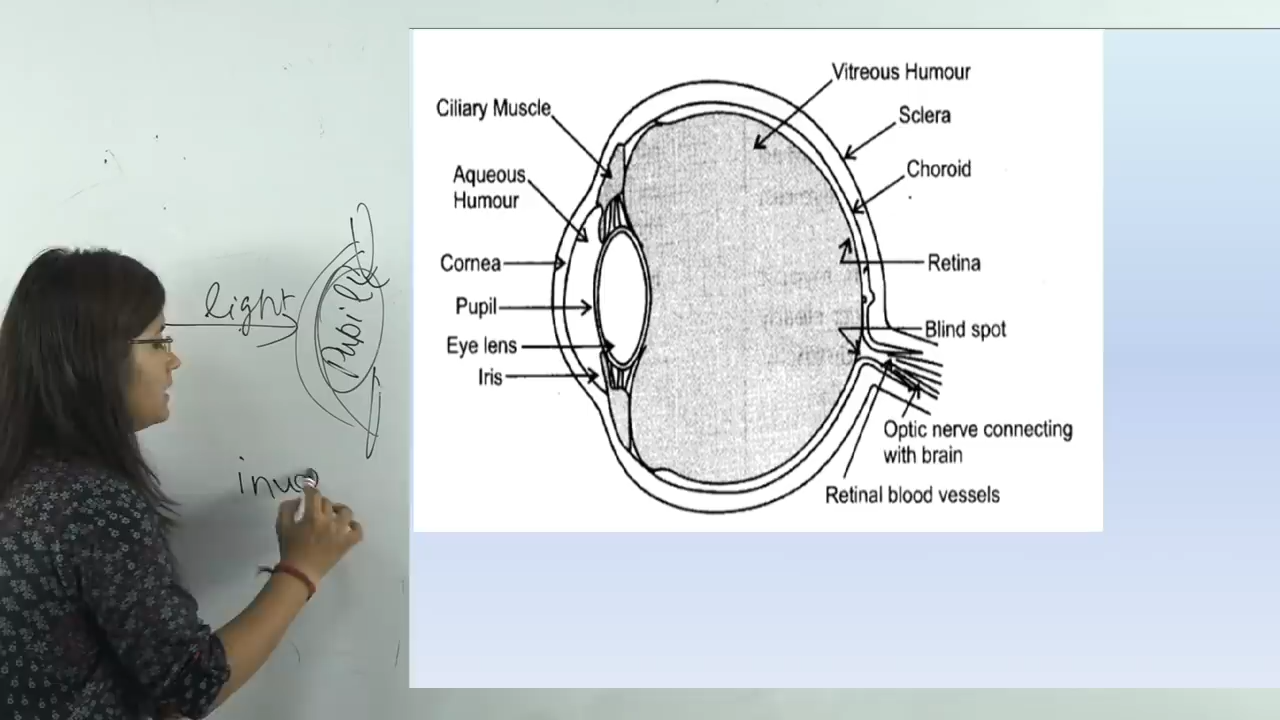 light
Pupil
Ciliary Muscle
Aqueous
Humour
Cornea
Pupil
Eye lens
Iris
Vitreous Humour
Sclera
Choroid
Retina
Blind spot
Optic nerve connecting
with brain
Retinal blood vessels